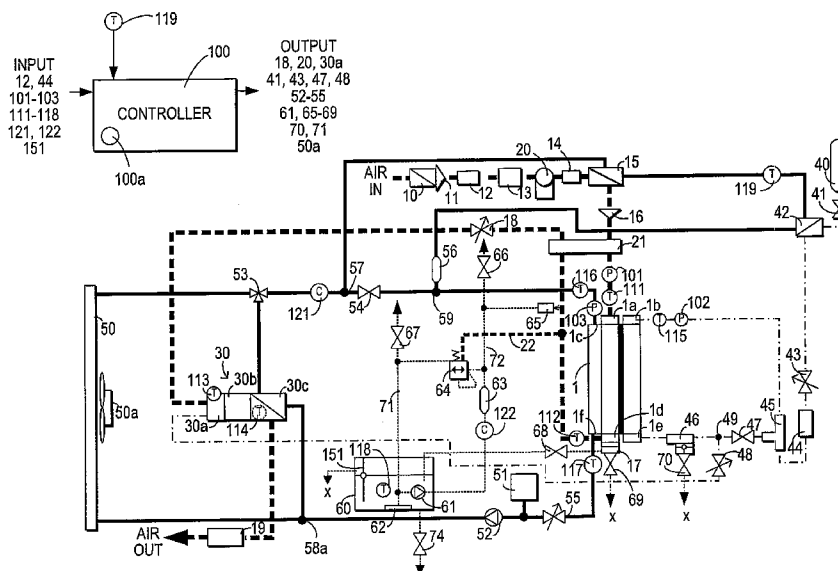 119
T
INPUT
12, 44
101-103
111-118
121, 122
151
100
CONTROLLER
100a
OUTPUT
18, 20, 30a
41, 43, 47, 48
52-55
61, 65-69
70, 71
50a
AIR
IN
10
11
12
13
20
14
15
119
T
40
41
42
16
18
21
56
66
53
57
C
121
54
59
116
T
P
101
T
111
P
103
1a
1b
1c
T
115
P
102
65
67
22
72
64
63
1
43
50
50a
30
113
T
30b
30c
30a
114
T
71
122
C
112
T
1f
1d
1e
46
49
47
45
44
68
118
151
T
60
61
62
117
T
17
69
70
48
X
X
X
51
52
55
74
AIR
OUT
19
58a